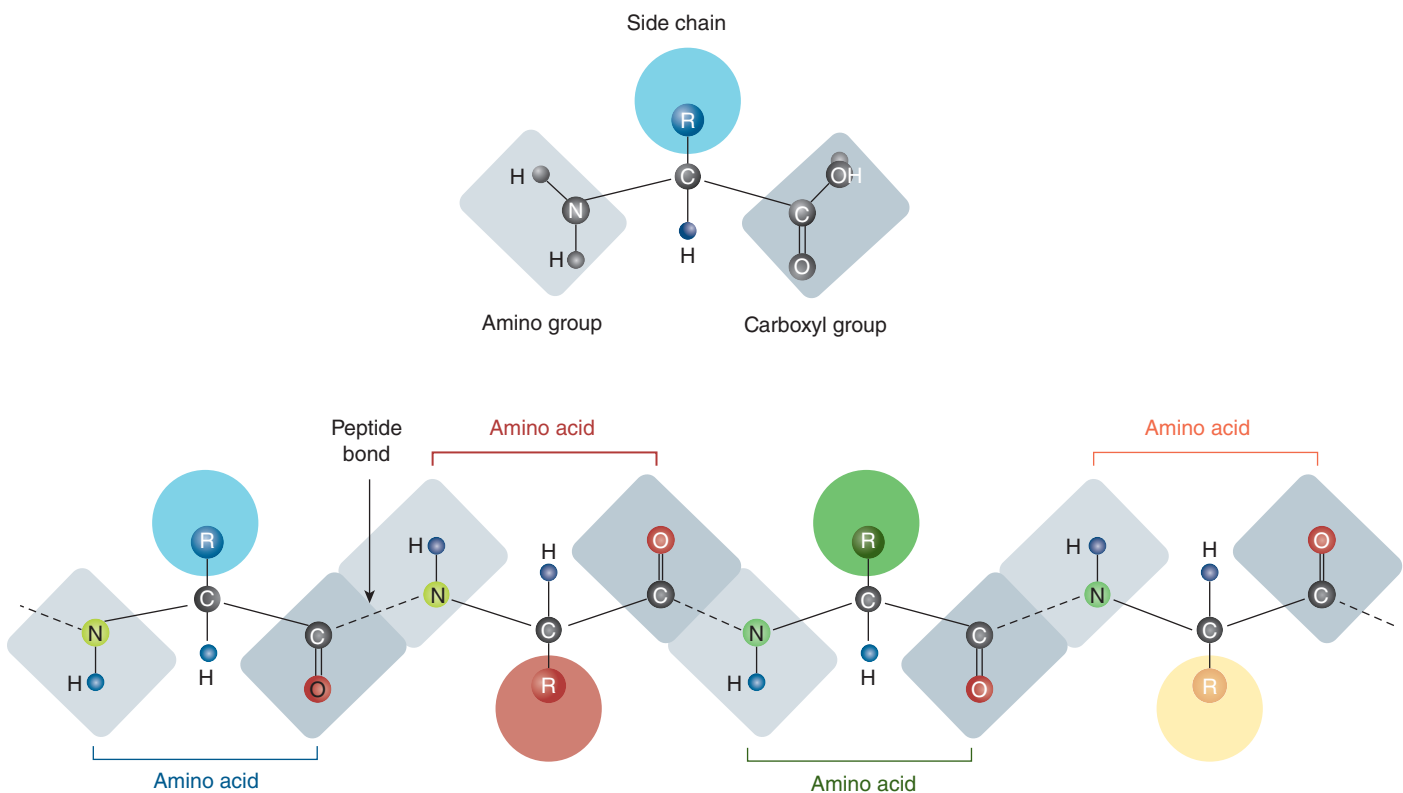 Side chain
R
H
C
OH
N
C
H
H
O
Amino group
Carboxyl group
Peptide
bond
Amino acid
Amino acid
R
H
H
O
R
H
H
O
N
C
N
C
C
N
C
N
C
C
C
N
C
C
H
H
O
R
H
H
O
R
Amino acid
Amino acid